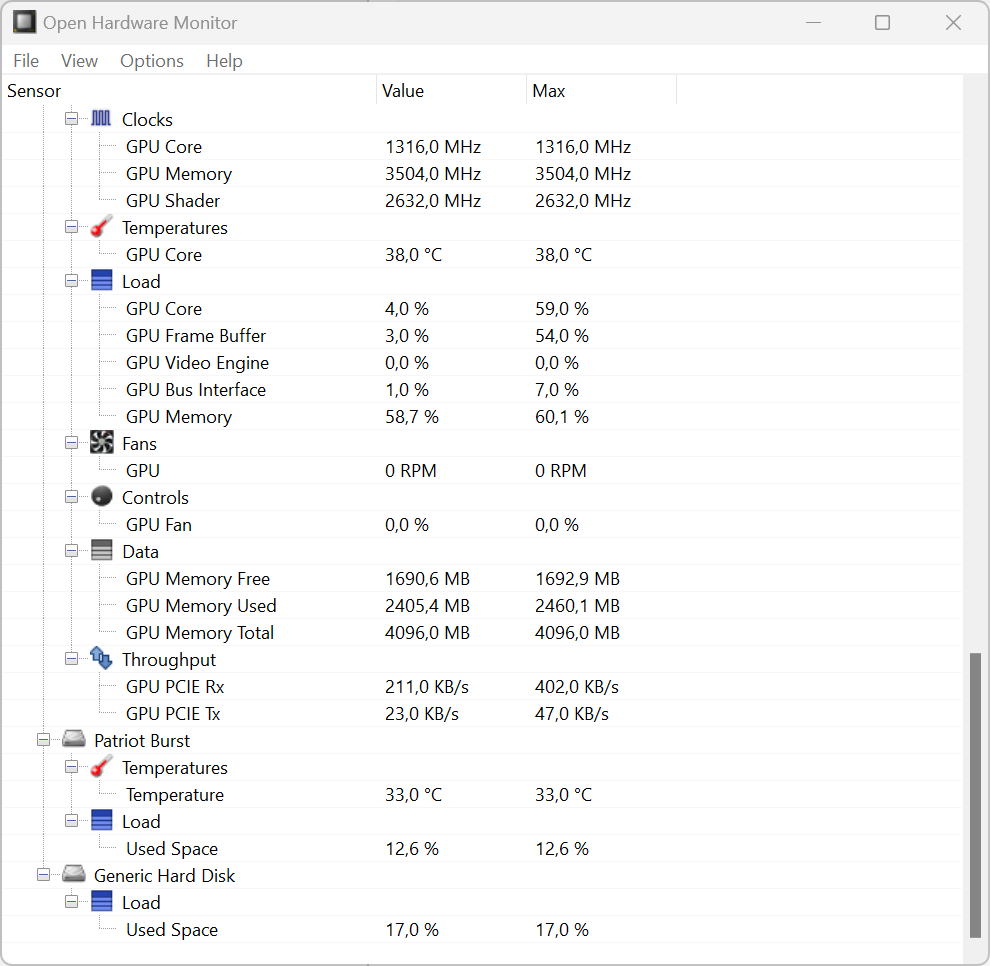 Open Hardware Monitor
File View Options Help
Sensor Value Max
Clocks
GPU Core 1316,0 MHz 1316,0 MHz
GPU Memory 3504,0 MHz 3504,0 MHz
GPU Shader 2632,0 MHz 2632,0 MHz
Temperatures
GPU Core 38,0 °C 38,0 °C
Load
GPU Core 4,0 % 59,0 %
GPU Frame Buffer 3,0 % 54,0 %
GPU Video Engine 0,0 % 0,0 %
GPU Bus Interface 1,0 % 7,0 %
GPU Memory 58,7 % 60,1 %
Fans
GPU 0 RPM 0 RPM
Controls
GPU Fan 0,0 % 0,0 %
Data
GPU Memory Free 1690,6 MB 1692,9 MB
GPU Memory Used 2405,4 MB 2460,1 MB
GPU Memory Total 4096,0 MB 4096,0 MB
Throughput
GPU PCIE Rx 211,0 KB/s 402,0 KB/s
GPU PCIE Tx 23,0 KB/s 47,0 KB/s
Patriot Burst
Temperatures
Temperature 33,0 °C 33,0 °C
Load
Used Space 12,6 % 12,6 %
Generic Hard Disk
Load
Used Space 17,0 % 17,0 %